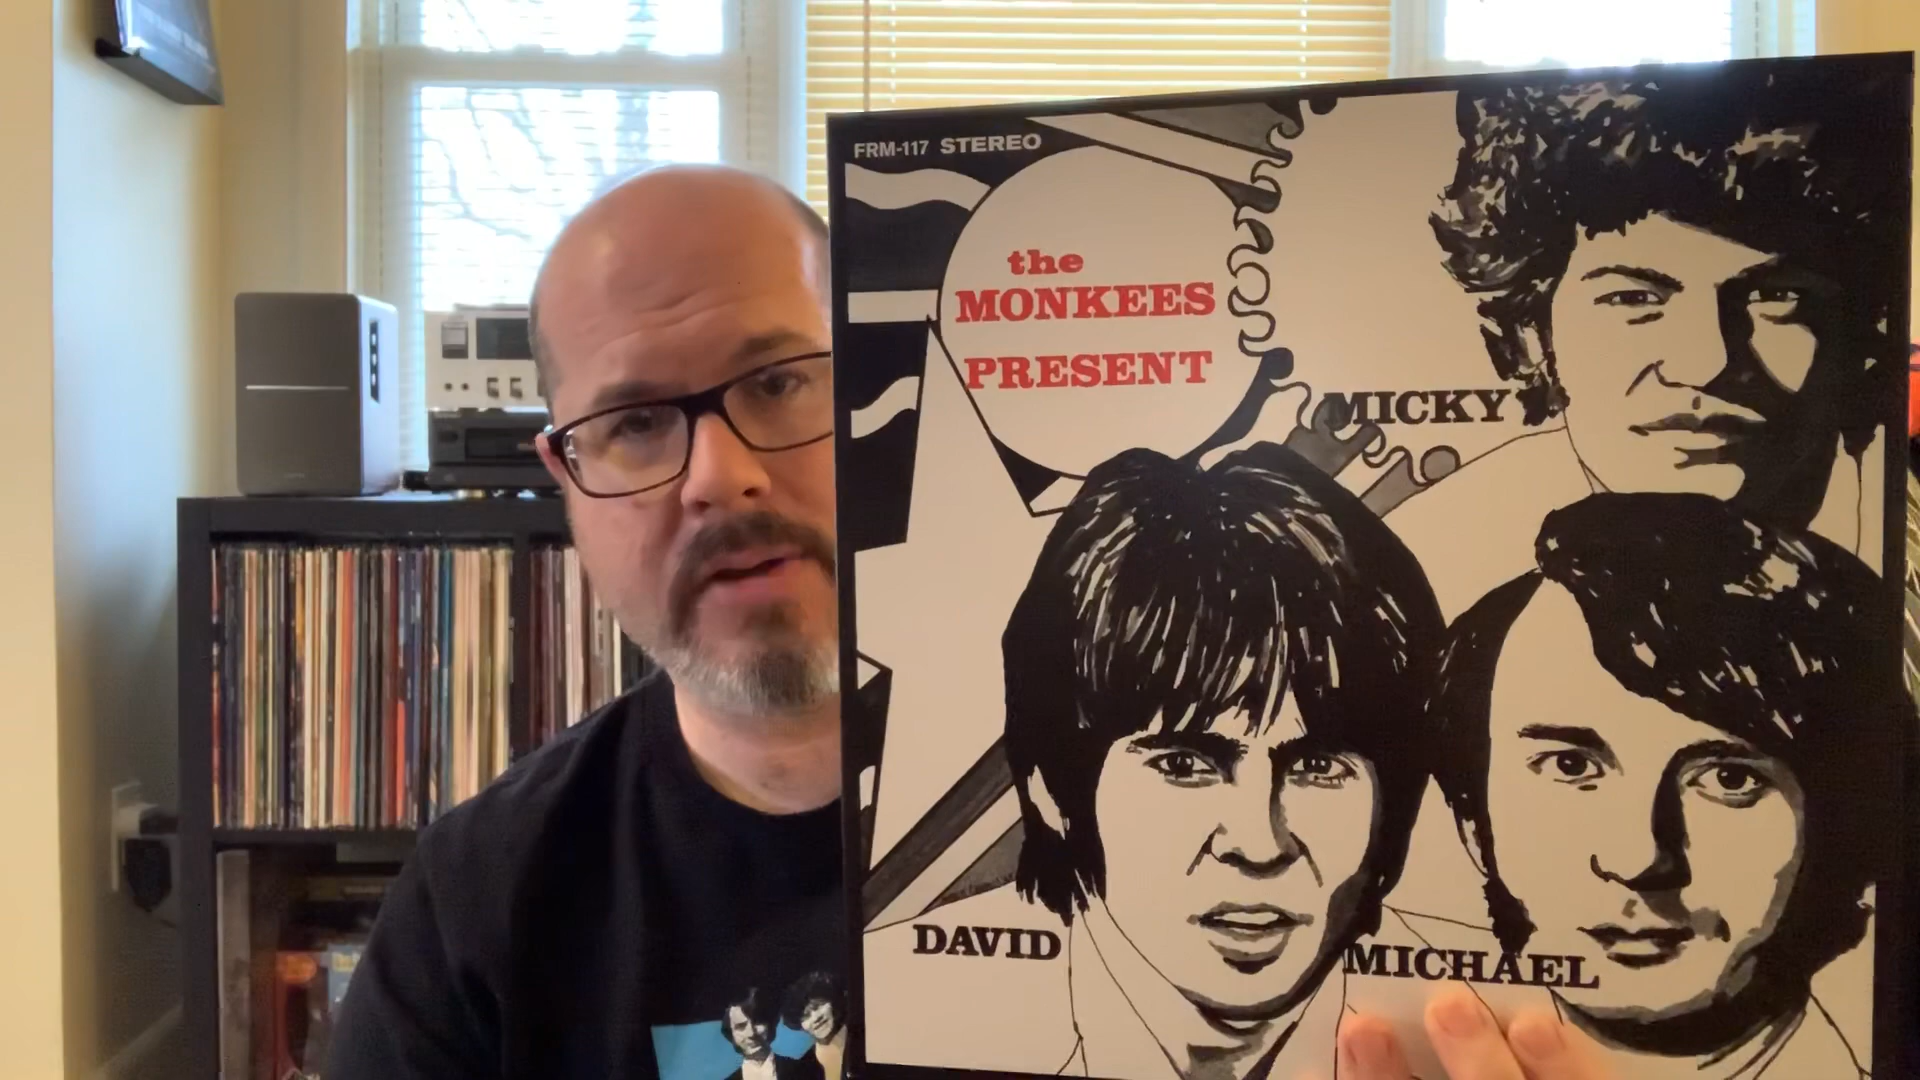 FRM-117 STEREO
the
MONKEES
PRESENT
MICKY
DAVID
MICHAEL